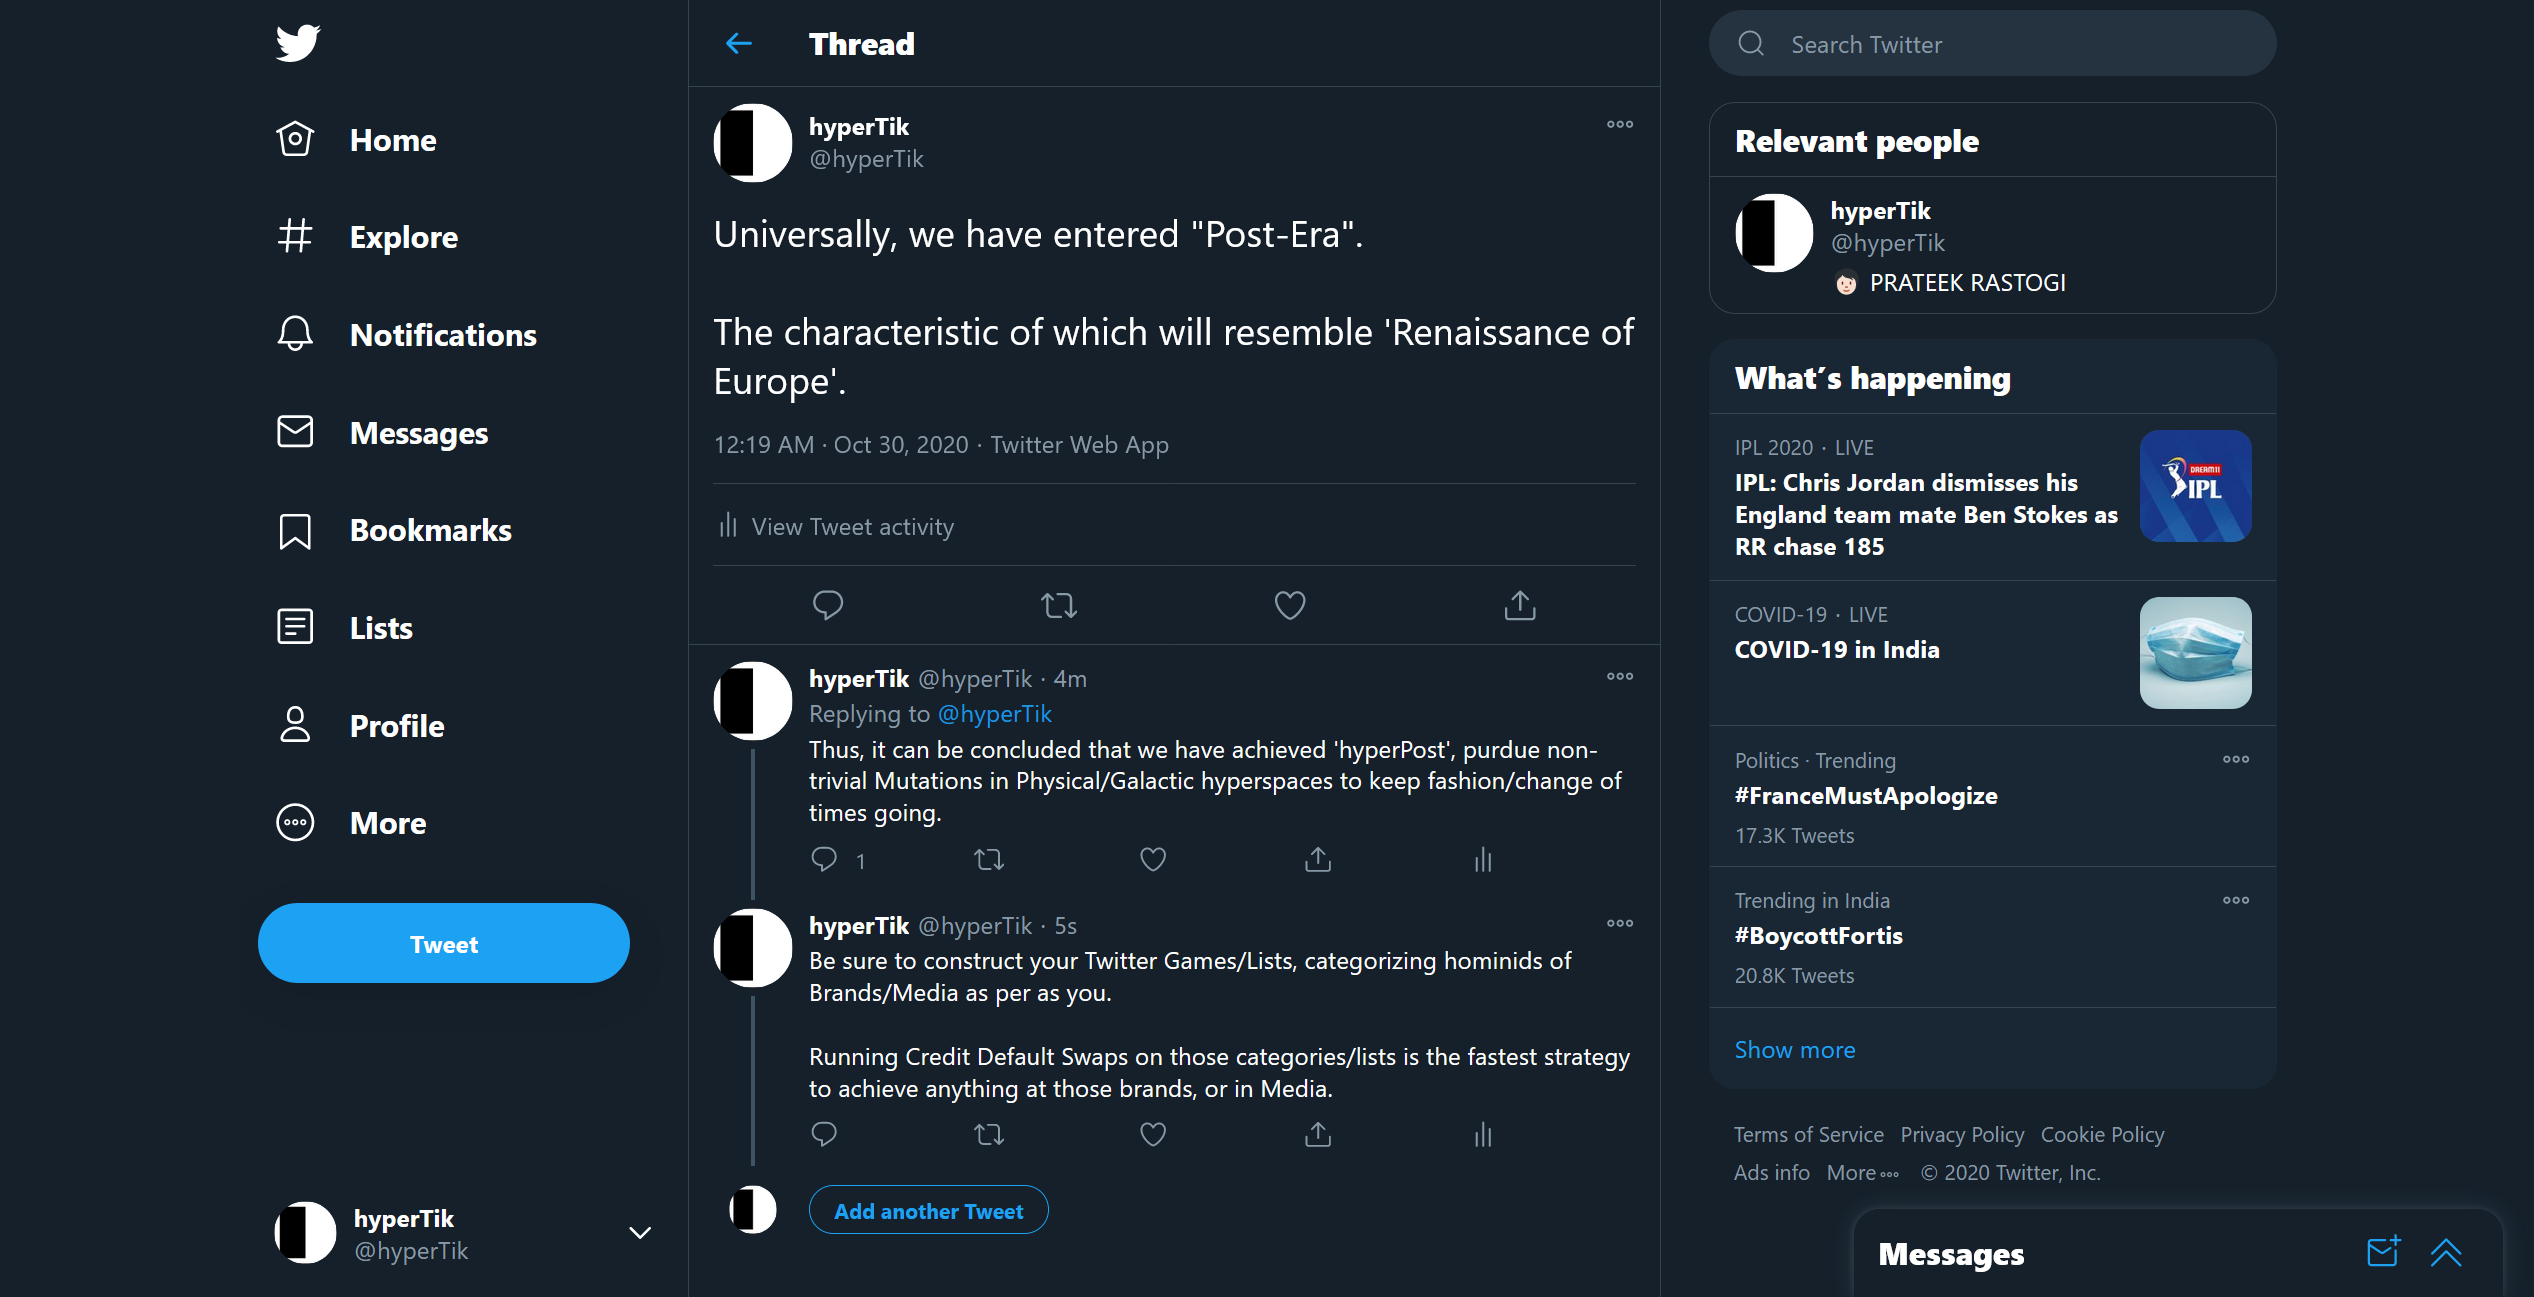 Home
Explore
Notifications
Messages
Bookmarks
Lists
Profile
More
Tweet
hyperTik
@hyperTik
Thread
hyperTik
@hyperTik
Universally, we have entered "Post-Era".
The characteristic of which will resemble 'Renaissance of
Europe'.
12:19 AM · Oct 30, 2020 · Twitter Web App
View Tweet activity
hyperTik @hyperTik · 4m
Replying to @hyperTik
Thus, it can be concluded that we have achieved 'hyperPost', purdue non-
trivial Mutations in Physical/Galactic hyperspaces to keep fashion/change of
times going.
1
hyperTik @hyperTik · 5s
Be sure to construct your Twitter Games/Lists, categorizing hominids of
Brands/Media as per as you.
Running Credit Default Swaps on those categories/lists is the fastest strategy
to achieve anything at those brands, or in Media.
Add another Tweet
Search Twitter
Relevant people
hyperTik
@hyperTik
PRATEEK RASTOGI
What's happening
IPL 2020 · LIVE
IPL: Chris Jordan dismisses his
England team mate Ben Stokes as
RR chase 185
DREAM11
IPL
COVID-19 · LIVE
COVID-19 in India
Politics · Trending
#FranceMustApologize
17.3K Tweets
Trending in India
#BoycottFortis
20.8K Tweets
Show more
Terms of Service Privacy Policy Cookie Policy
Ads info More © 2020 Twitter, Inc.
Messages